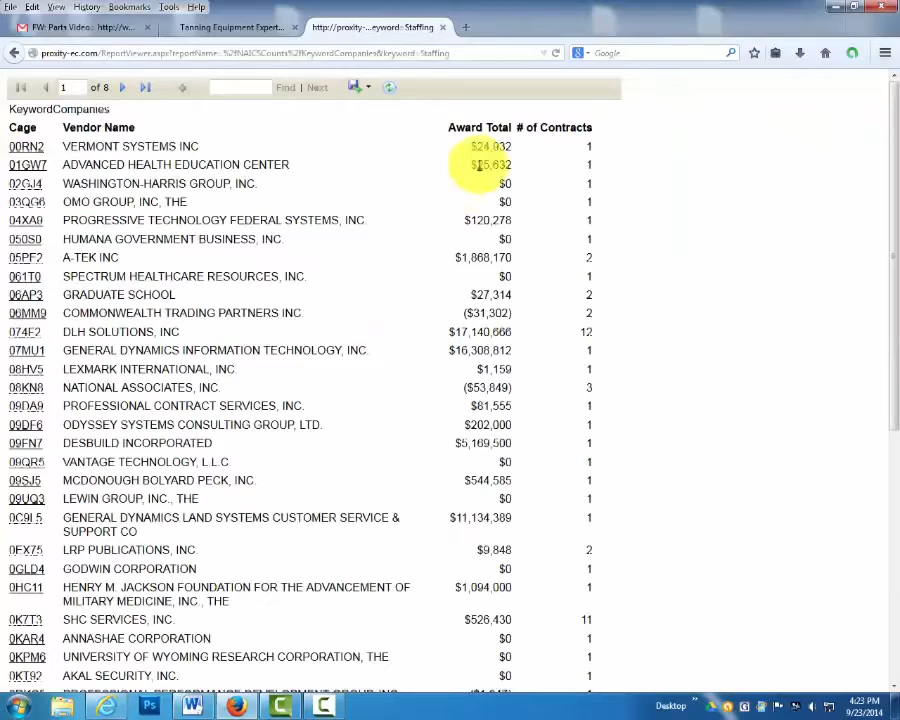 File Edit View History Bookmarks Tools Help
FW: Parts Video: http://w... × Tanning Equipment Expert... × http://proxity-...eyword=Staffing × +
proxity-ec.com/ReportViewer.aspx?reportName=%2fNAICSCounts%2fKeywordCompanies&keyword=Staffing Google
1 of 8 Find | Next
KeywordCompanies
Cage Vendor Name Award Total # of Contracts
00RN2 VERMONT SYSTEMS INC $24,932 1
01GW7 ADVANCED HEALTH EDUCATION CENTER $25,632 1
02GJ4 WASHINGTON-HARRIS GROUP, INC. $0 1
03QG6 OMO GROUP, INC, THE $0 1
04XA9 PROGRESSIVE TECHNOLOGY FEDERAL SYSTEMS, INC. $120,278 1
050S0 HUMANA GOVERNMENT BUSINESS, INC. $0 1
05PF2 A-TEK INC $1,868,170 2
061T0 SPECTRUM HEALTHCARE RESOURCES, INC. $0 1
06AP3 GRADUATE SCHOOL $27,314 2
06MM9 COMMONWEALTH TRADING PARTNERS INC. ($31,302) 2
074F2 DLH SOLUTIONS, INC $17,140,666 12
07MU1 GENERAL DYNAMICS INFORMATION TECHNOLOGY, INC. $16,308,812 1
08HV5 LEXMARK INTERNATIONAL, INC. $1,159 1
08KN8 NATIONAL ASSOCIATES, INC. ($53,849) 3
09DA9 PROFESSIONAL CONTRACT SERVICES, INC. $81,555 1
09DF6 ODYSSEY SYSTEMS CONSULTING GROUP, LTD. $202,000 1
09FN7 DESBUILD INCORPORATED $5,169,500 1
09QR5 VANTAGE TECHNOLOGY, L.L.C. $0 1
09SJ5 MCDONOUGH BOLYARD PECK, INC. $544,585 1
09UQ3 LEWIN GROUP, INC., THE $0 1
0C9L5 GENERAL DYNAMICS LAND SYSTEMS CUSTOMER SERVICE & $11,134,389 1
SUPPORT CO
0EX75 LRP PUBLICATIONS, INC. $9,848 2
0GLD4 GODWIN CORPORATION $0 1
0HC11 HENRY M. JACKSON FOUNDATION FOR THE ADVANCEMENT OF $1,094,000 1
MILITARY MEDICINE, INC., THE
0K7T3 SHC SERVICES, INC. $526,430 11
0KAR4 ANNASHAE CORPORATION $0 1
0KPM6 UNIVERSITY OF WYOMING RESEARCH CORPORATION, THE $0 1
0KT92 AKAL SECURITY, INC. $0 1
PROFESSIONAL PERFORMANCE DEVELOPMENT GROUP, INC
Desktop 4:23 PM
9/23/2014